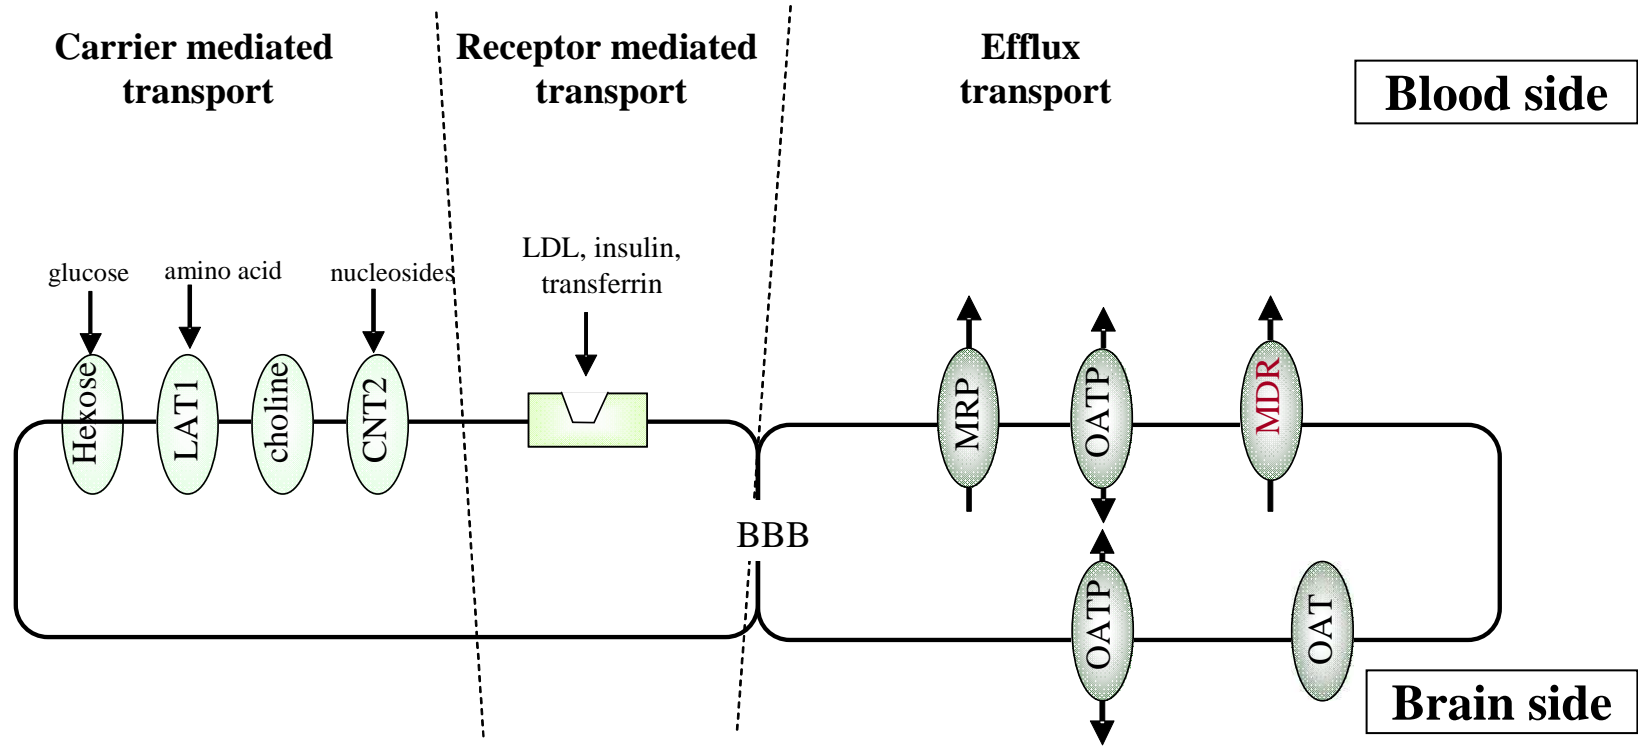 Carrier mediated
transport
Receptor mediated
transport
Efflux
transport
Blood side
glucose
amino acid
nucleosides
LDL, insulin,
transferrin
Hexose
LAT1
choline
CNT2
MRP
OATP
MDR
BBB
OATP
OAT
Brain side